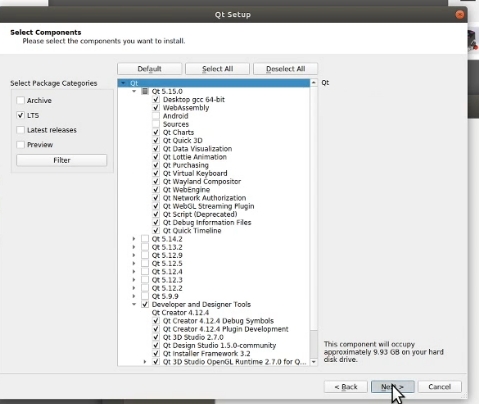 Qt Setup
Select Components
Please select the components you want to install.
Default
Select All
Deselect All
Select Package Categories
Archive
LTS
Latest releases
Preview
Filter
Qt
Qt 5.15.0
Desktop gcc 64-bit
WebAssembly
Android
Sources
Qt Charts
Qt Quick 3D
Qt Data Visualization
Qt Lottie Animation
Qt Purchasing
Qt Virtual Keyboard
Qt Wayland Compositor
Qt WebEngine
Qt Network Authorization
Qt WebGL Streaming Plugin
Qt Script (Deprecated)
Qt Debug Information Files
Qt Quick Timeline
Qt 5.14.2
Qt 5.13.2
Qt 5.12.9
Qt 5.12.5
Qt 5.12.4
Qt 5.12.3
Qt 5.12.2
Qt 5.9.9
Developer and Designer Tools
Qt Creator 4.12.4
Qt Creator 4.12.4 Debug Symbols
Qt Creator 4.12.4 Plugin Development
Qt 3D Studio 2.7.0
Qt Design Studio 1.5.0-community
Qt Installer Framework 3.2
Qt 3D Studio OpenGL Runtime 2.7.0 for Q...
Qt
This component will occupy
approximately 9.93 GB on your hard
disk drive.
< Back
Next >
Cancel